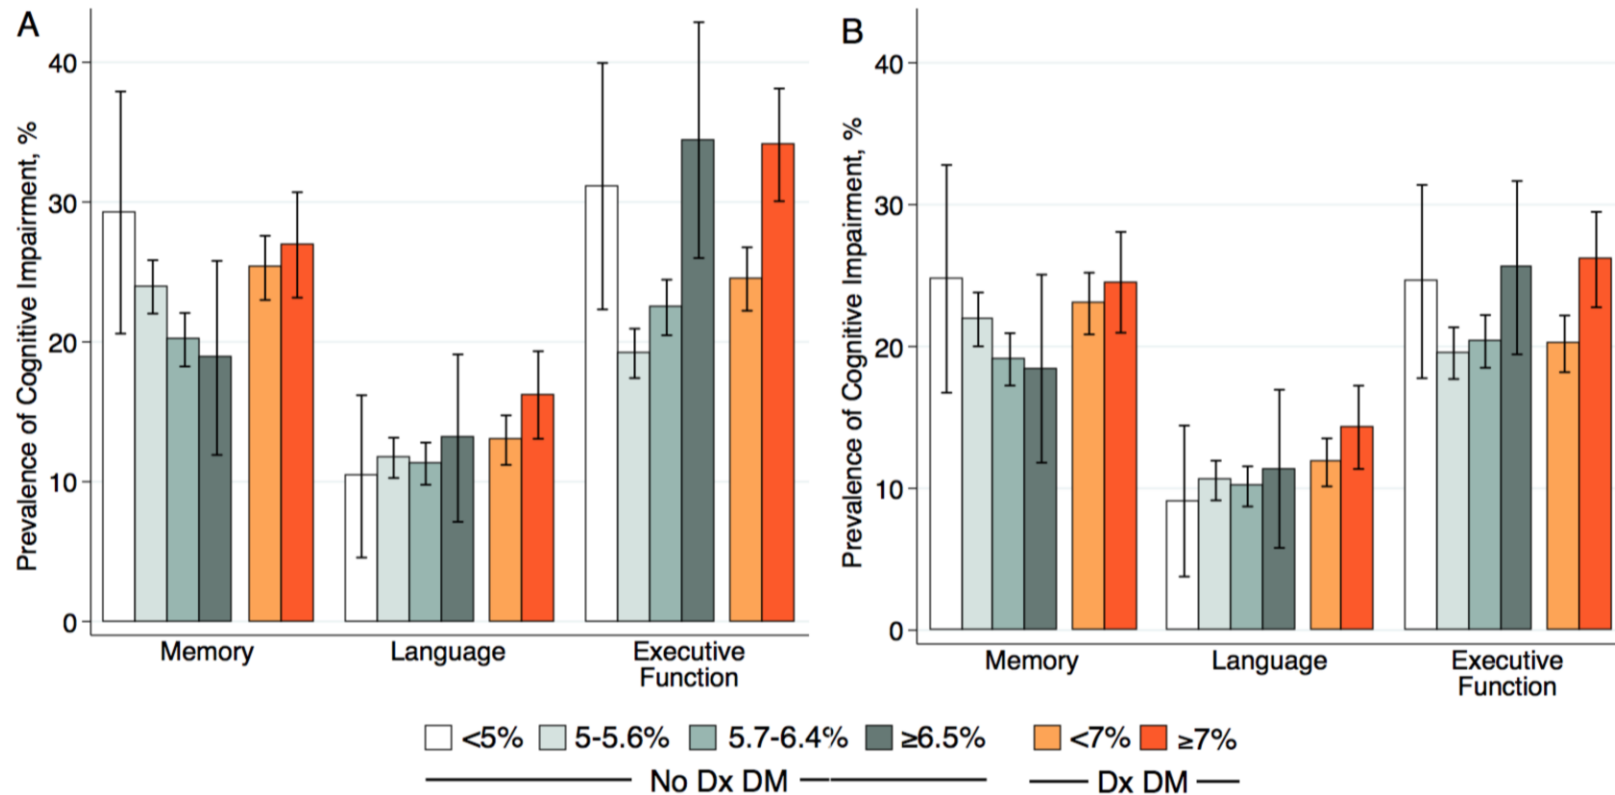 A
Prevalence of Cognitive Impairment, %
40
30
20
10
0
Memory
Language
Executive
Function
B
Prevalence of Cognitive Impairment, %
40
30
20
10
0
Memory
Language
Executive
Function
<5% 5-5.6% 5.7-6.4% ≥6.5% <7% ≥7%
No Dx DM Dx DM